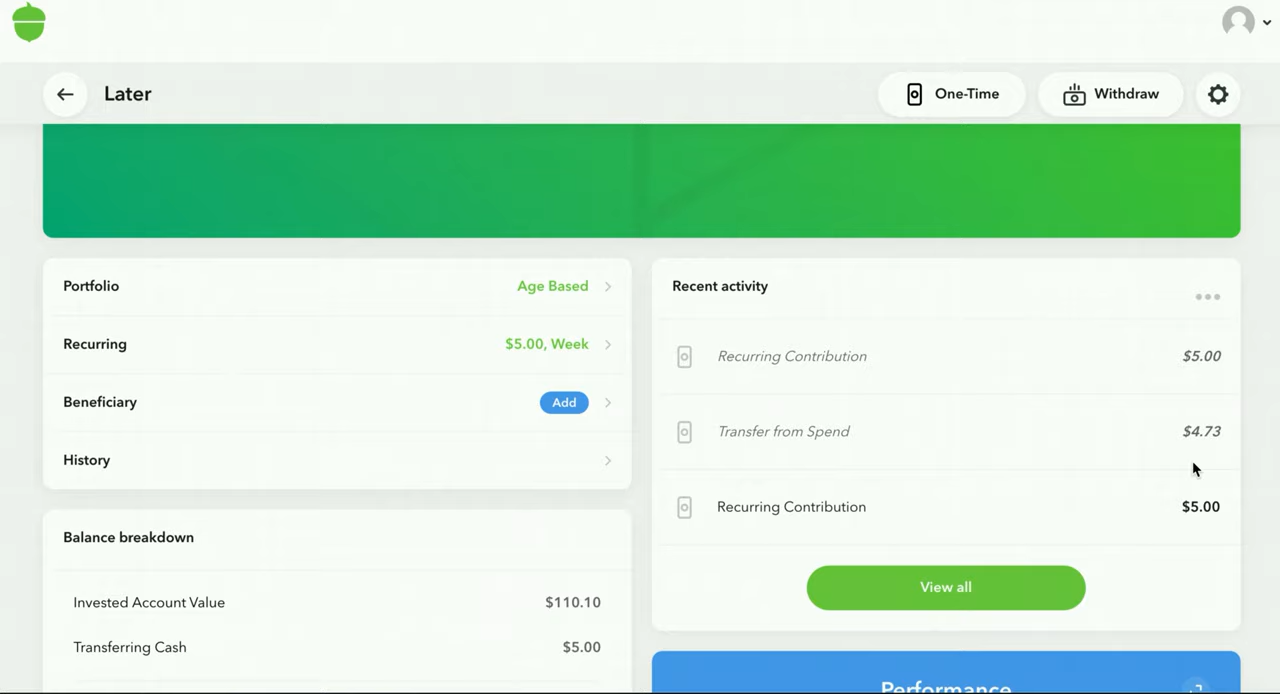 Later
One-Time
Withdraw
Portfolio
Age Based
Recurring
$5.00, Week
Beneficiary
Add
History
Balance breakdown
Invested Account Value
$110.10
Transferring Cash
$5.00
Recent activity
Recurring Contribution
$5.00
Transfer from Spend
$4.73
Recurring Contribution
$5.00
View all
Performance